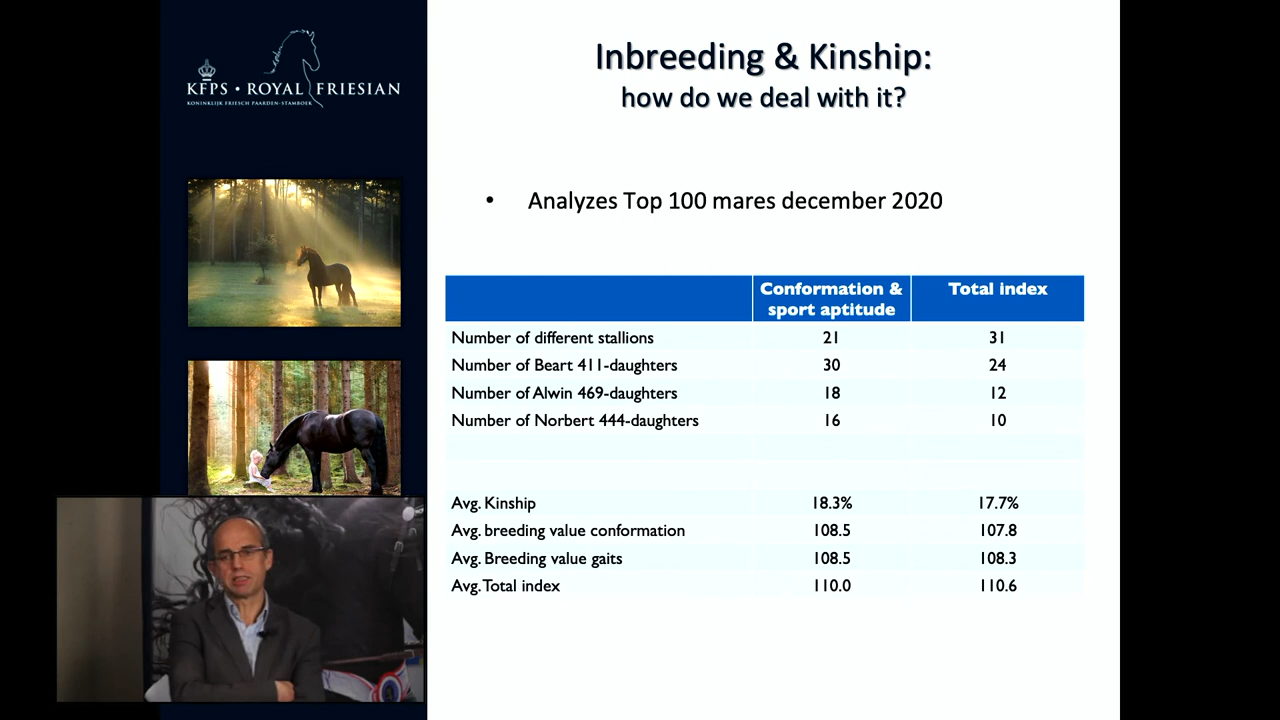 KFPS • ROYAL FRIESIAN
KONINKLIJK FRIESCH PAARDEN-STAMBOEK
Inbreeding & Kinship:
how do we deal with it?
• Analyzes Top 100 mares december 2020
Conformation & sport aptitude Total index
Number of different stallions 21 31
Number of Beart 411-daughters 30 24
Number of Alwin 469-daughters 18 12
Number of Norbert 444-daughters 16 10
Avg. Kinship 18.3% 17.7%
Avg. breeding value conformation 108.5 107.8
Avg. Breeding value gaits 108.5 108.3
Avg. Total index 110.0 110.6